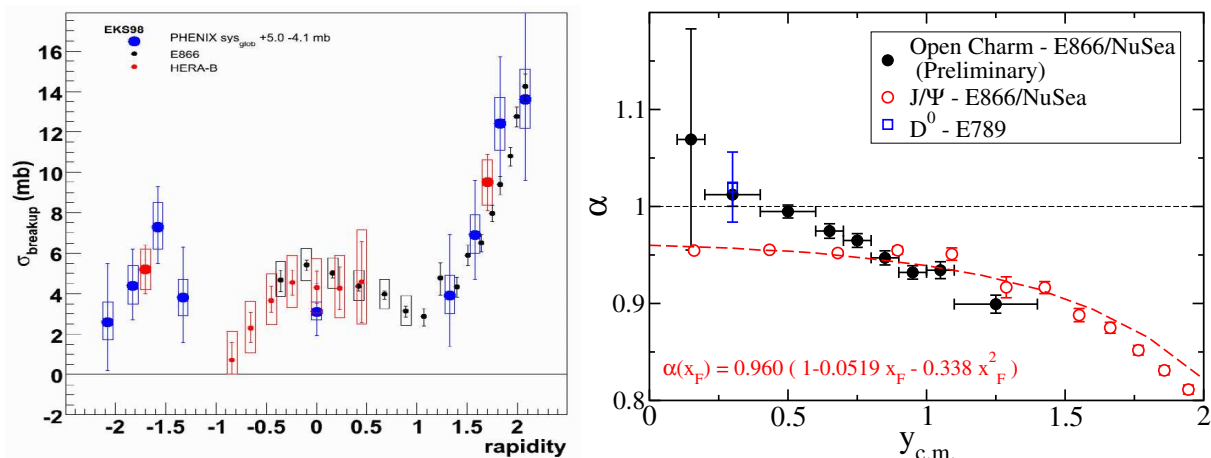 EKS98
PHENIX sys_glob +5.0 -4.1 mb
E866
HERA-B
16
14
12
10
8
6
4
2
0
-2
σ_breakup (mb)
-2 -1.5 -1 -0.5 0 0.5 1 1.5 2
rapidity
Open Charm - E866/NuSea
(Preliminary)
J/Ψ - E866/NuSea
D^0 - E789
1.1
1
0.9
0.8
α
α(x_F) = 0.960 ( 1-0.0519 x_F - 0.338 x^2_F )
0 0.5 1 1.5 2
y_c.m.